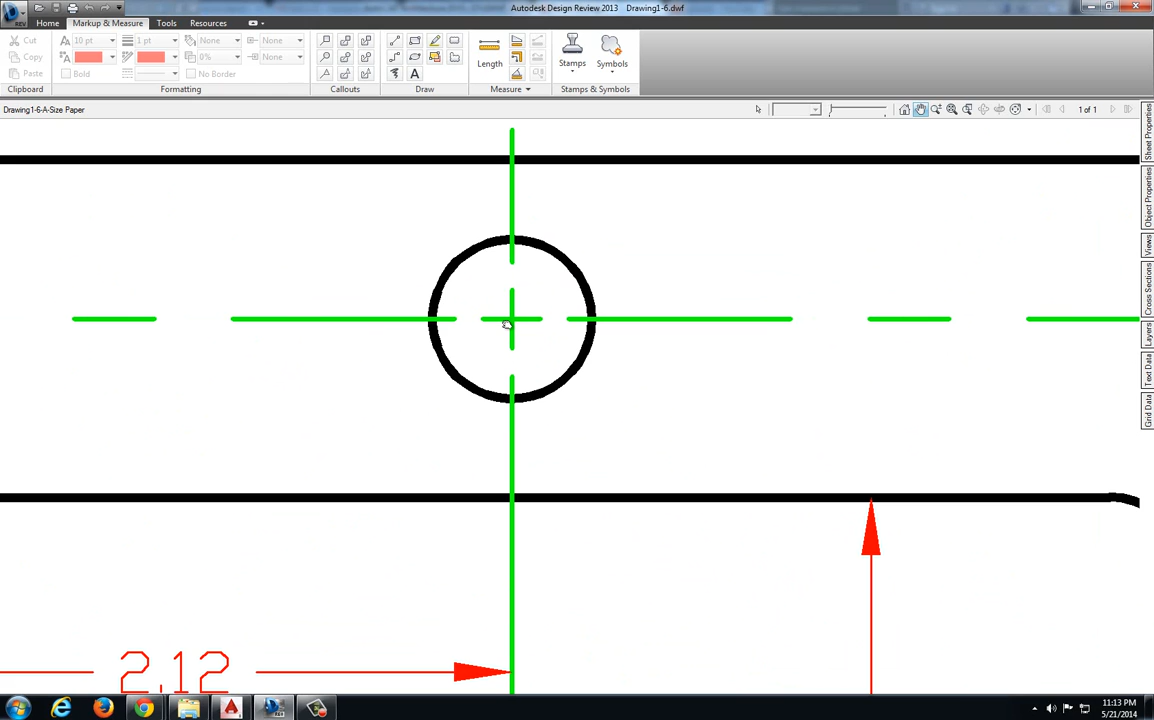 Autodesk Design Review 2013 Drawing1-6.dwf
REV
Home Markup & Measure Tools Resources
Cut 10 pt 1 pt None None
Copy 0% None
Paste Bold No Border Length Stamps Symbols
Clipboard Formatting Callouts Draw Measure Stamps & Symbols
Drawing1-6-A-Size Paper 1 of 1
Sheet Properties
Object Properties
Views
Cross Sections
Layers
Text Data
Grid Data
2.12
11:13 PM
5/21/2014